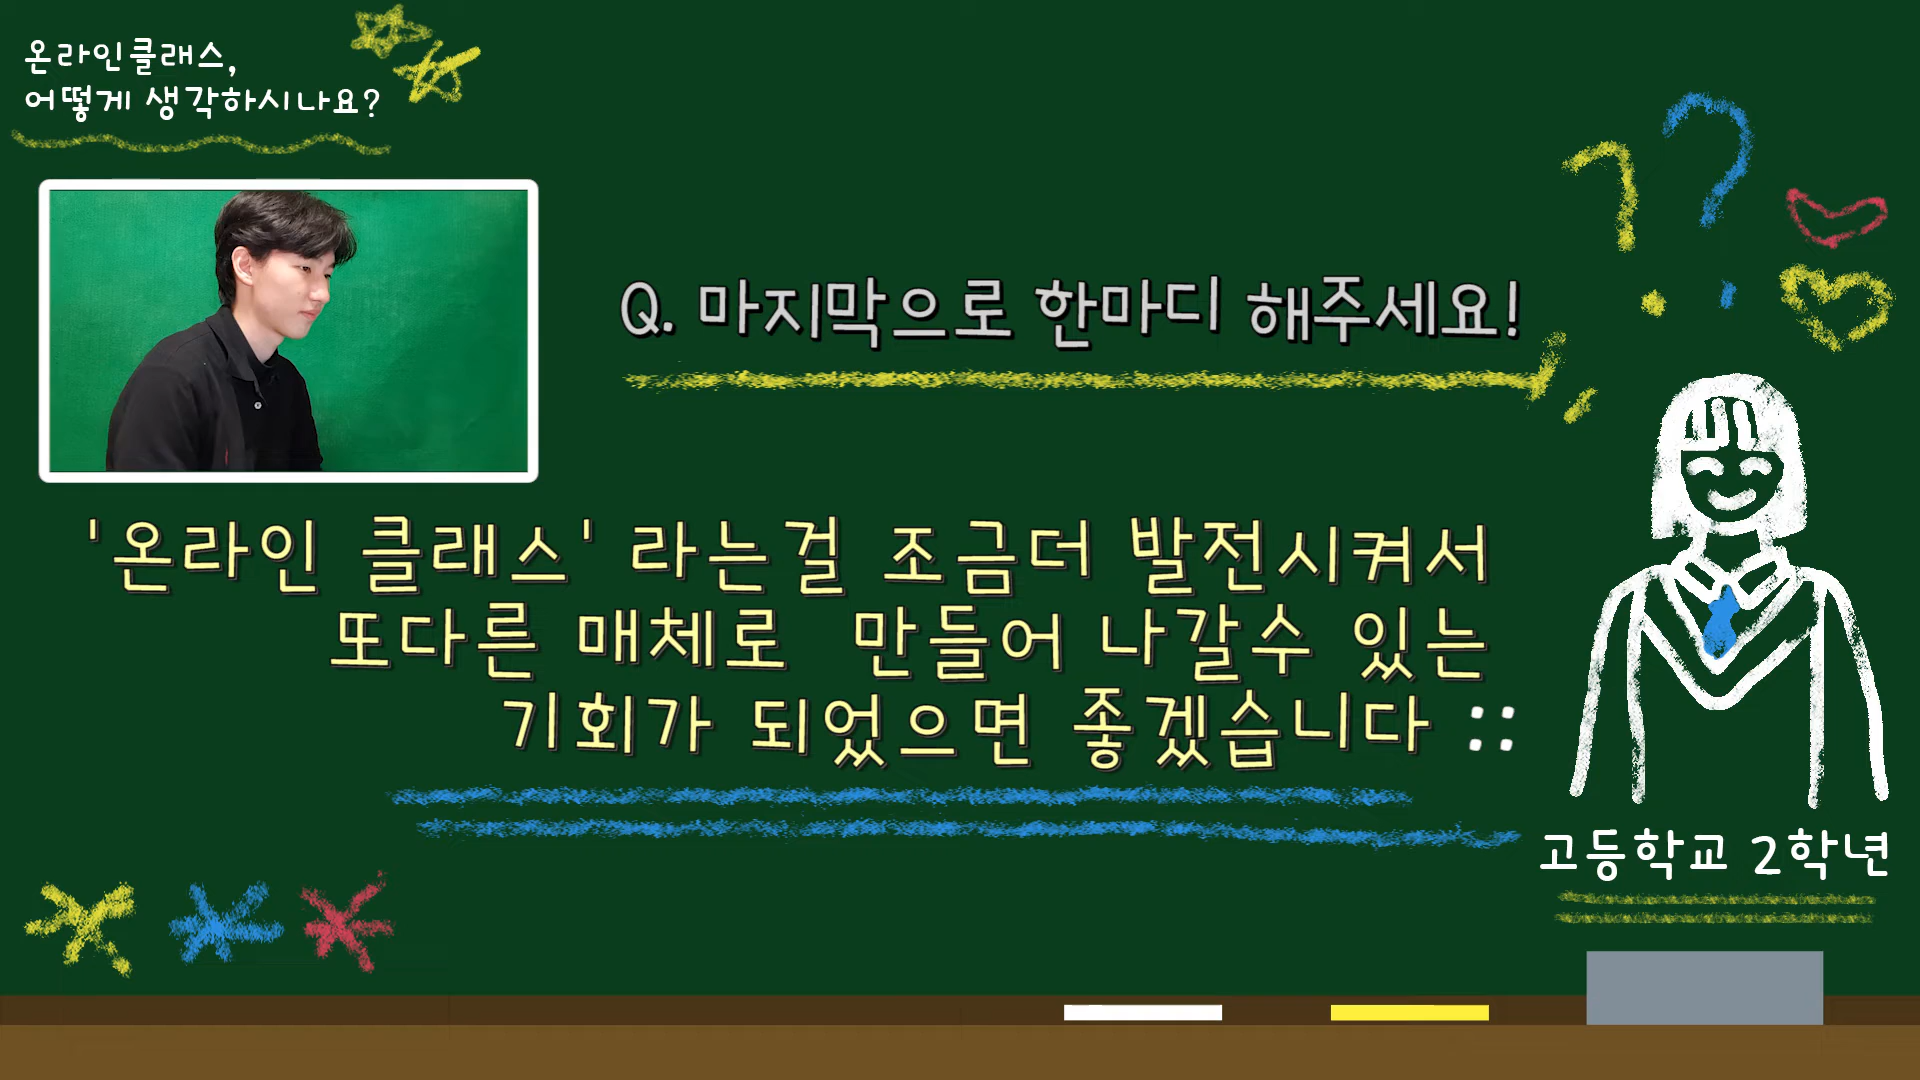 온라인클래스,
어떻게 생각하시나요?
Q. 마지막으로 한마디 해주세요!
'온라인 클래스' 라는걸 조금더 발전시켜서
또다른 매체로 만들어 나갈수 있는
기회가 되었으면 좋겠습니다 ::
고등학교 2학년